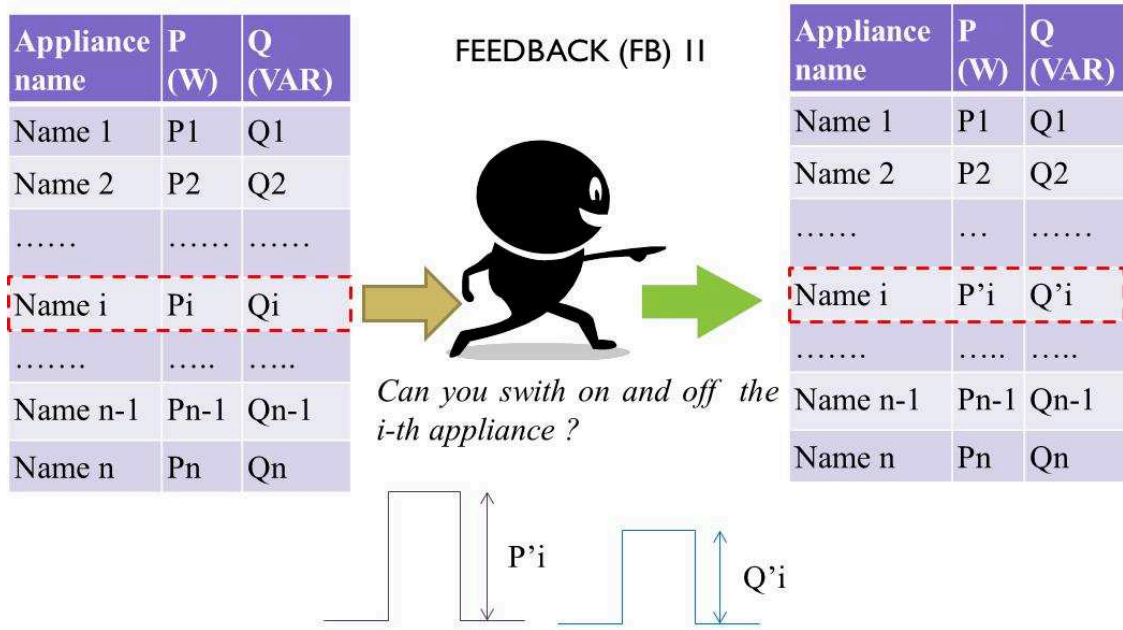 Appliance name P (W) Q (VAR)
Name 1 P1 Q1
Name 2 P2 Q2
…… …… ……
Name i Pi Qi
……. ….. …..
Name n-1 Pn-1 Qn-1
Name n Pn Qn
FEEDBACK (FB) II
Can you swith on and off the
i-th appliance ?
P’i
Q’i
Appliance name P (W) Q (VAR)
Name 1 P1 Q1
Name 2 P2 Q2
…… … ……
Name i P’i Q’i
……. ….. …..
Name n-1 Pn-1 Qn-1
Name n Pn Qn